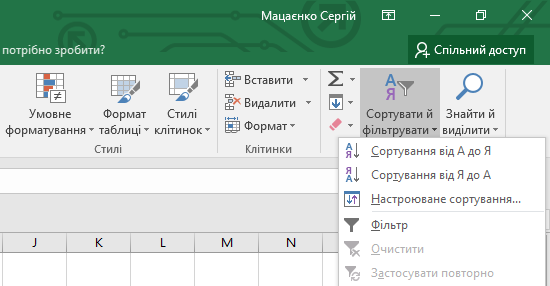 Мацаєнко Сергій
потрібно зробити?
Спільний доступ
Умовне форматування
Формат таблиці
Стилі клітинок
Стилі
Вставити
Видалити
Формат
Клітинки
Сортувати й фільтрувати
Знайти й виділити
Сортування від А до Я
Сортування від Я до А
Настроюване сортування...
Фільтр
Очистити
Застосувати повторно
J K L M N